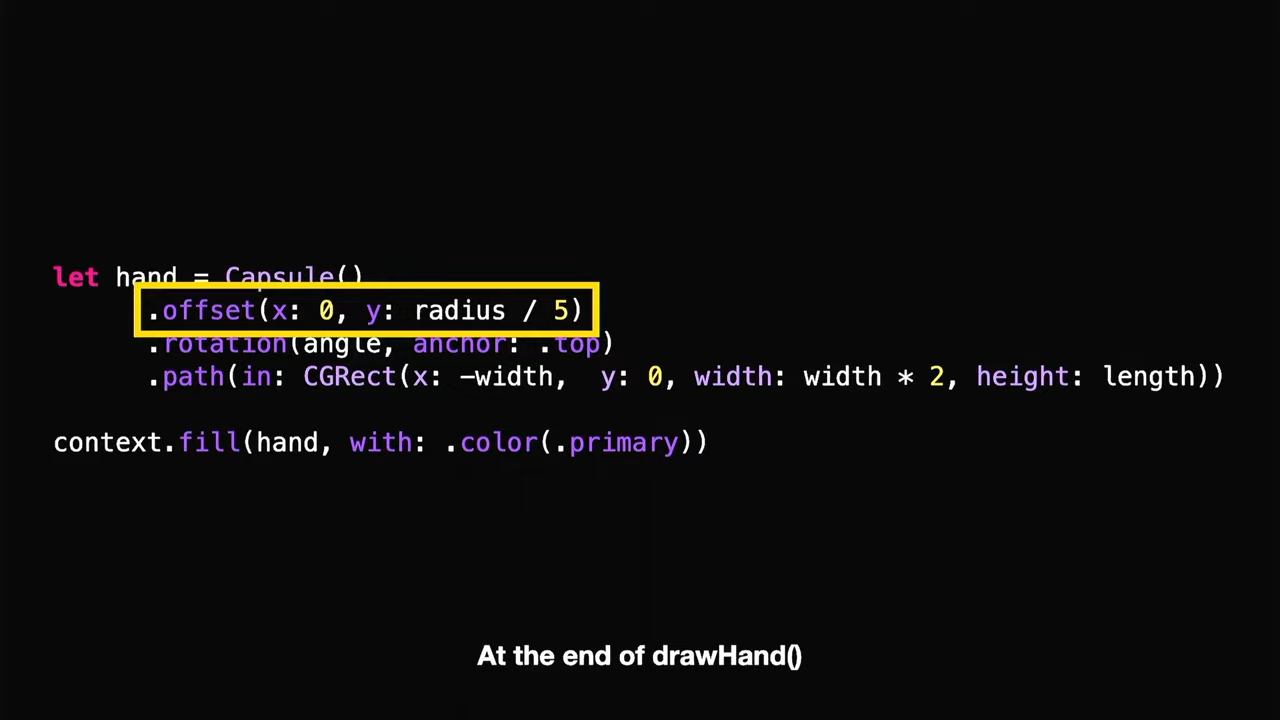 let hand = Capsule()
.offset(x: 0, y: radius / 5)
.rotation(angle, anchor: .top)
.path(in: CGRect(x: -width, y: 0, width: width * 2, height: length))
context.fill(hand, with: .color(.primary))
At the end of drawHand()